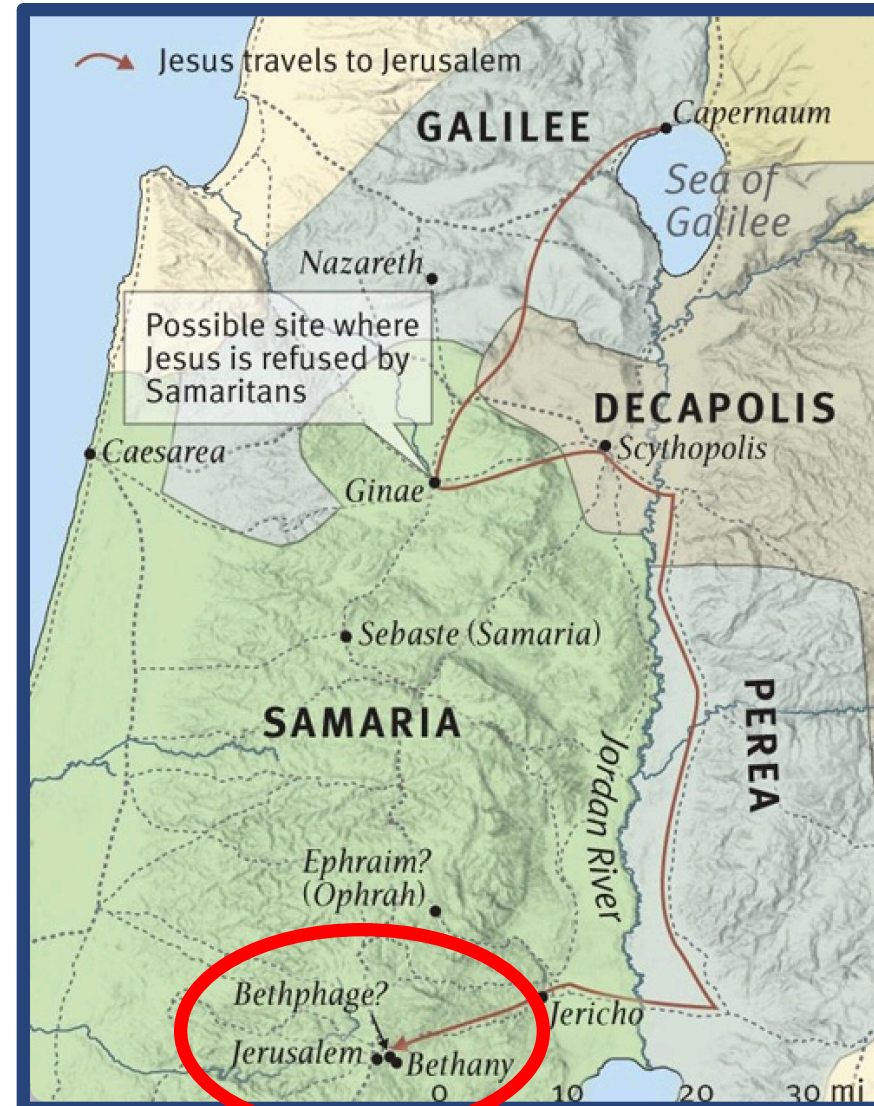 Jesus travels to Jerusalem
GALILEE
Capernaum
Sea of
Galilee
Nazareth
Possible site where
Jesus is refused by
Samaritans
DECAPOLIS
Caesarea
Scythopolis
Ginae
Sebaste (Samaria)
SAMARIA
PEREA
Jordan River
Ephraim?
(Ophrah)
Bethphage?
Jericho
Jerusalem
Bethany
0 10 20 30 mi